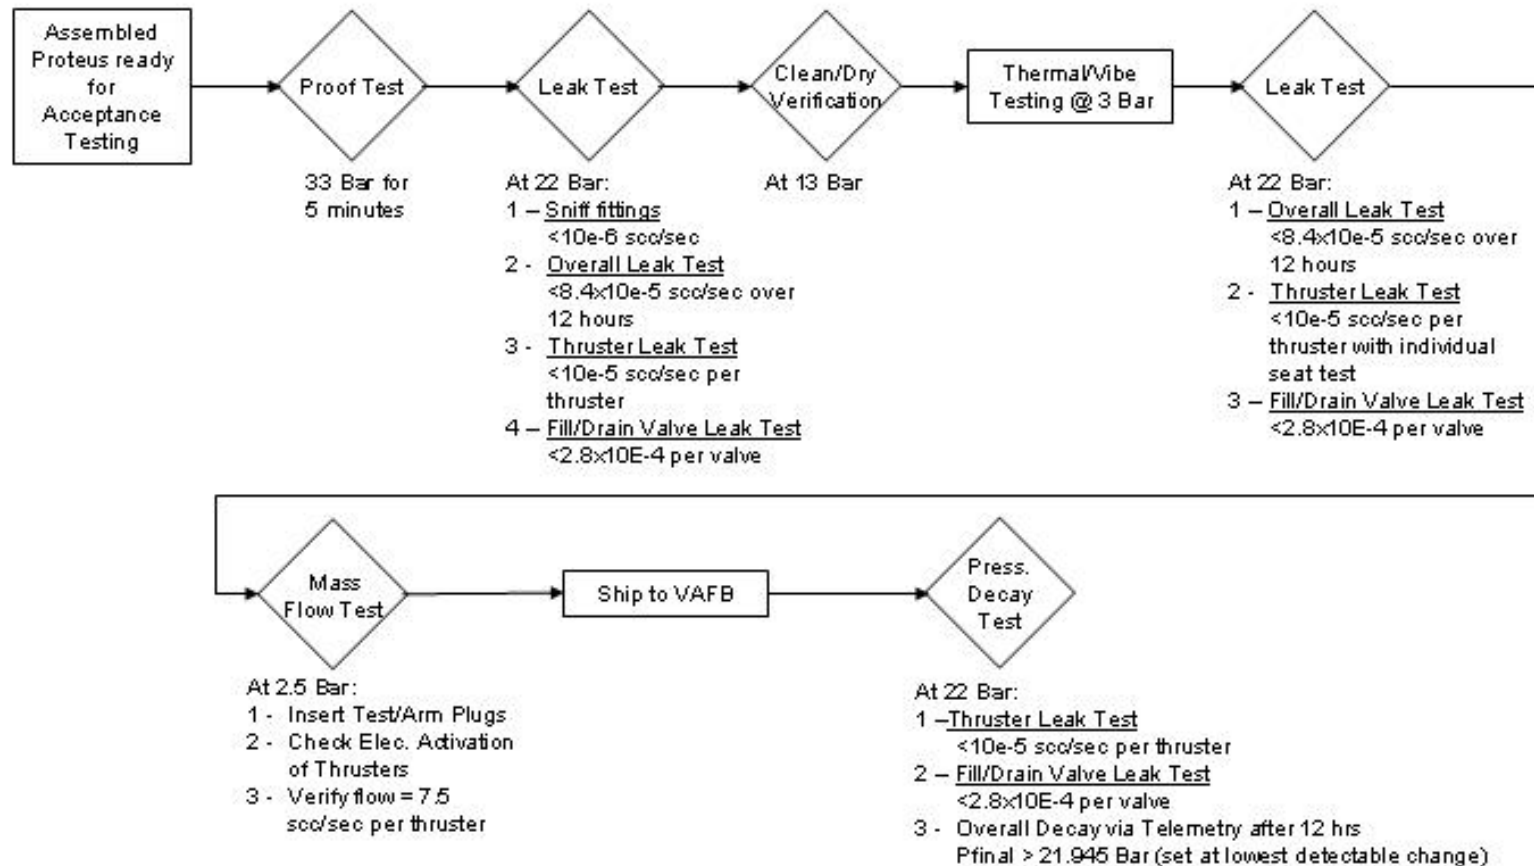 Assembled
Proteus ready
for
Acceptance
Testing
Proof Test
33 Bar for
5 minutes
Leak Test
At 22 Bar:
1 – Sniff fittings
<10e-6 scc/sec
2 - Overall Leak Test
<8.4x10e-5 scc/sec over
12 hours
3 - Thruster Leak Test
<10e-5 scc/sec per
thruster
4 – Fill/Drain Valve Leak Test
<2.8x10E-4 per valve
Clean/Dry
Verification
At 13 Bar
Thermal/Vibe
Testing @ 3 Bar
Leak Test
At 22 Bar:
1 – Overall Leak Test
<8.4x10e-5 scc/sec over
12 hours
2 - Thruster Leak Test
<10e-5 scc/sec per
thruster with individual
seat test
3 – Fill/Drain Valve Leak Test
<2.8x10E-4 per valve
Mass
Flow Test
At 2.5 Bar:
1 - Insert Test/Arm Plugs
2 - Check Elec. Activation
of Thrusters
3 - Verify flow = 7.5
scc/sec per thruster
Ship to VAFB
Press.
Decay
Test
At 22 Bar:
1 –Thruster Leak Test
<10e-5 scc/sec per thruster
2 – Fill/Drain Valve Leak Test
<2.8x10E-4 per valve
3 - Overall Decay via Telemetry after 12 hrs
Pfinal > 21.945 Bar (set at lowest detectable change)